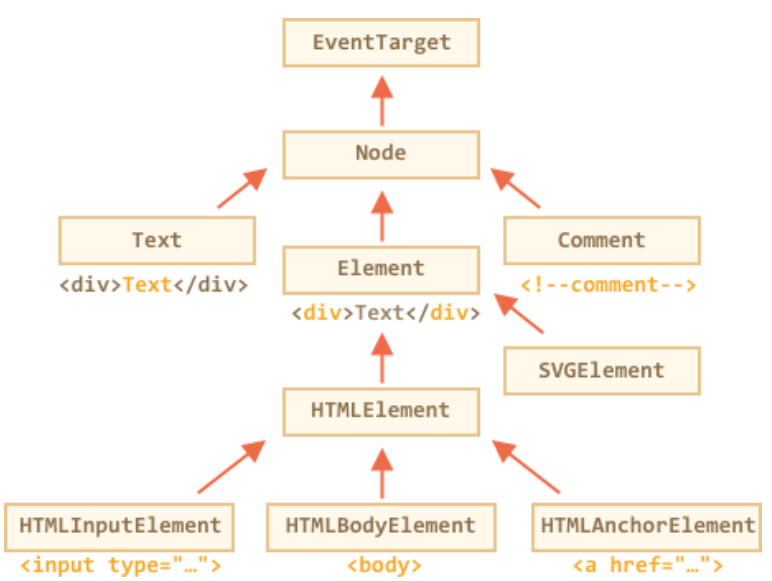 EventTarget
Node
Text
Element
Comment
<div>Text</div>
<div>Text</div>
<!--comment-->
SVGElement
HTMLElement
HTMLInputElement
HTMLBodyElement
HTMLAnchorElement
<input type="…">
<body>
<a href="…">